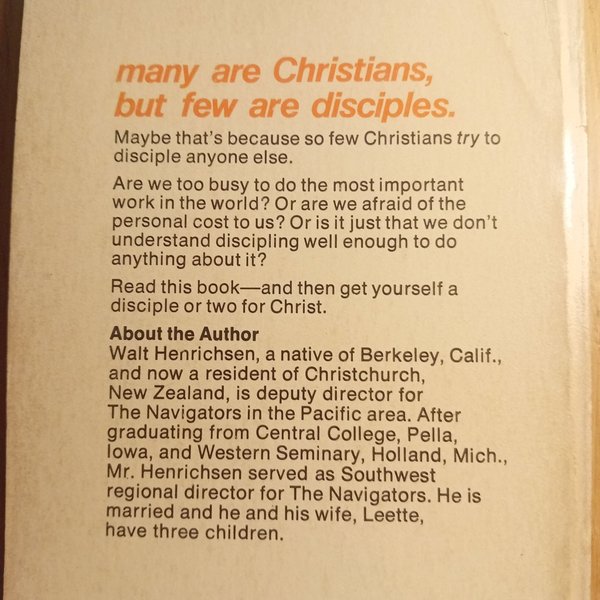 many are Christians,
but few are disciples.
Maybe that's because so few Christians try to
disciple anyone else.
Are we too busy to do the most important
work in the world? Or are we afraid of the
personal cost to us? Or is it just that we don't
understand discipling well enough to do
anything about it?
Read this book—and then get yourself a
disciple or two for Christ.
About the Author
Walt Henrichsen, a native of Berkeley, Calif.,
and now a resident of Christchurch,
New Zealand, is deputy director for
The Navigators in the Pacific area. After
graduating from Central College, Pella,
Iowa, and Western Seminary, Holland, Mich.,
Mr. Henrichsen served as Southwest
regional director for The Navigators. He is
married and he and his wife, Leette,
have three children.